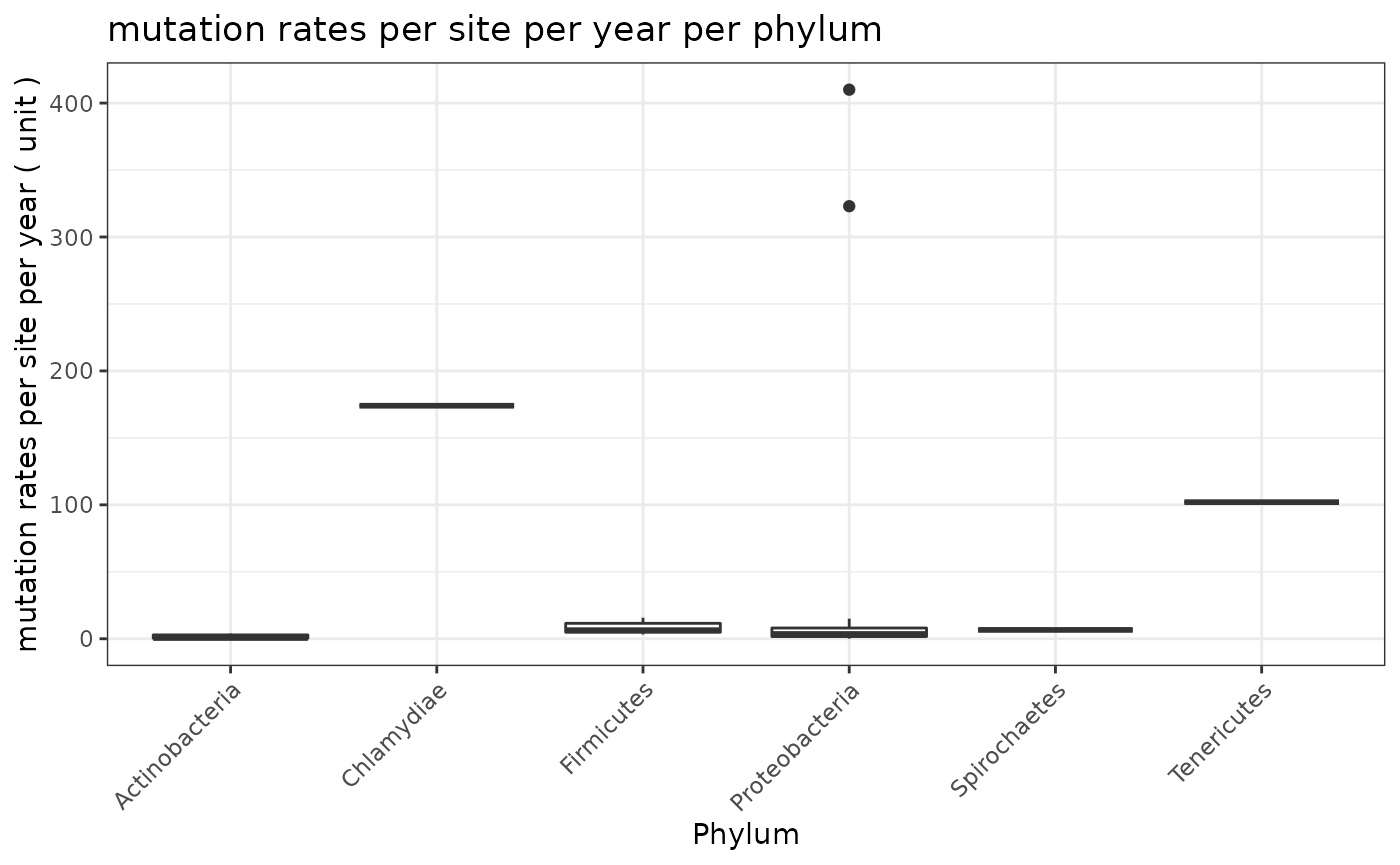 mutation rates per site per year per phylum
mutation rates per site per year ( unit )
400
300
200
100
0
Actinobacteria
Chlamydiae
Firmicutes
Proteobacteria
Spirochaetes
Tenericutes
Phylum